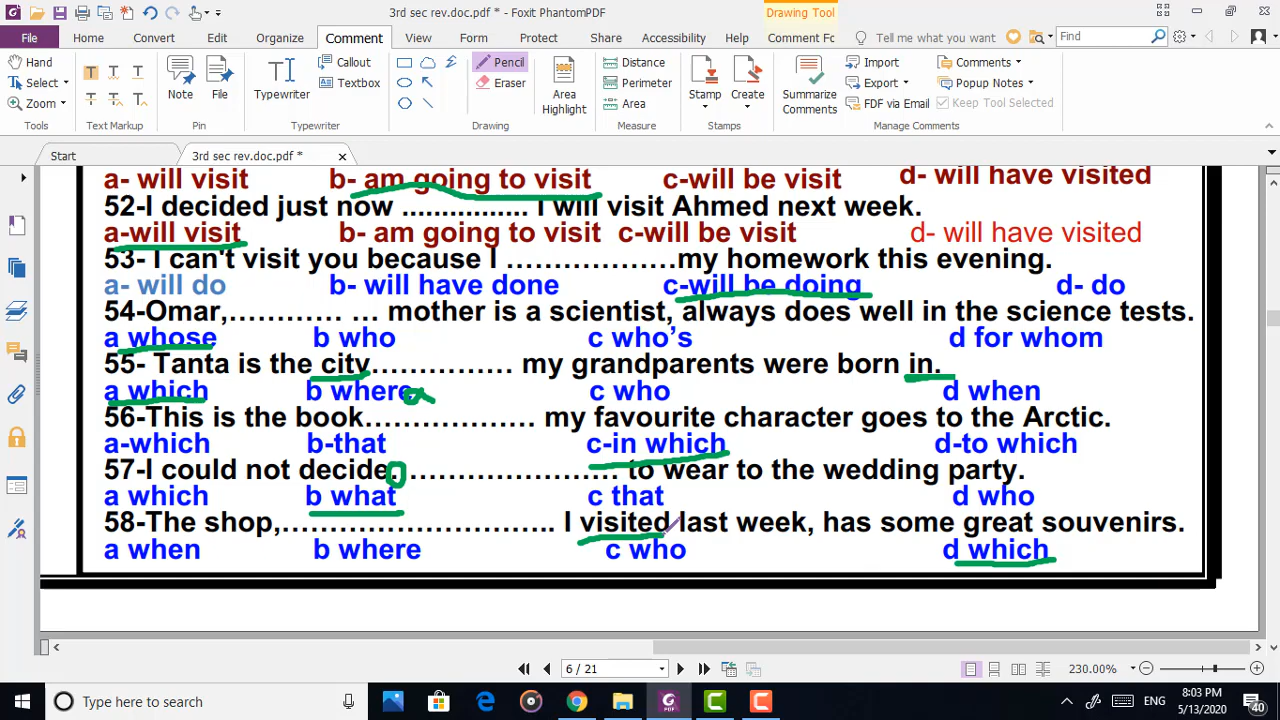 3rd sec rev.doc.pdf * - Foxit PhantomPDF
Drawing Tool
File Home Convert Edit Organize Comment View Form Protect Share Accessibility Help Comment Fc Tell me what you want Find
Hand
Select
Zoom
Tools
Text Markup
Note
File
Pin
Typewriter
Callout
Textbox
Typewriter
Pencil
Eraser
Area Highlight
Drawing
Distance
Perimeter
Area
Measure
Stamp
Create
Stamps
Summarize Comments
Import
Export
FDF via Email
Comments
Popup Notes
Keep Tool Selected
Manage Comments
Start 3rd sec rev.doc.pdf *
a- will visit b- am going to visit c-will be visit d- will have visited
52-I decided just now ................ I will visit Ahmed next week.
a-will visit b- am going to visit c-will be visit d- will have visited
53- I can't visit you because I ………………..my homework this evening.
a- will do b- will have done c-will be doing d- do
54-Omar,………… … mother is a scientist, always does well in the science tests.
a whose b who c who's d for whom
55- Tanta is the city…………… my grandparents were born in.
a which b where c who d when
56-This is the book……………… my favourite character goes to the Arctic.
a-which b-that c-in which d-to which
57-I could not decide. …………………. to wear to the wedding party.
a which b what c that d who
58-The shop,……………………….. I visited last week, has some great souvenirs.
a when b where c who d which
6 / 21
230.00%
Type here to search
ENG
8:03 PM
5/13/2020
40